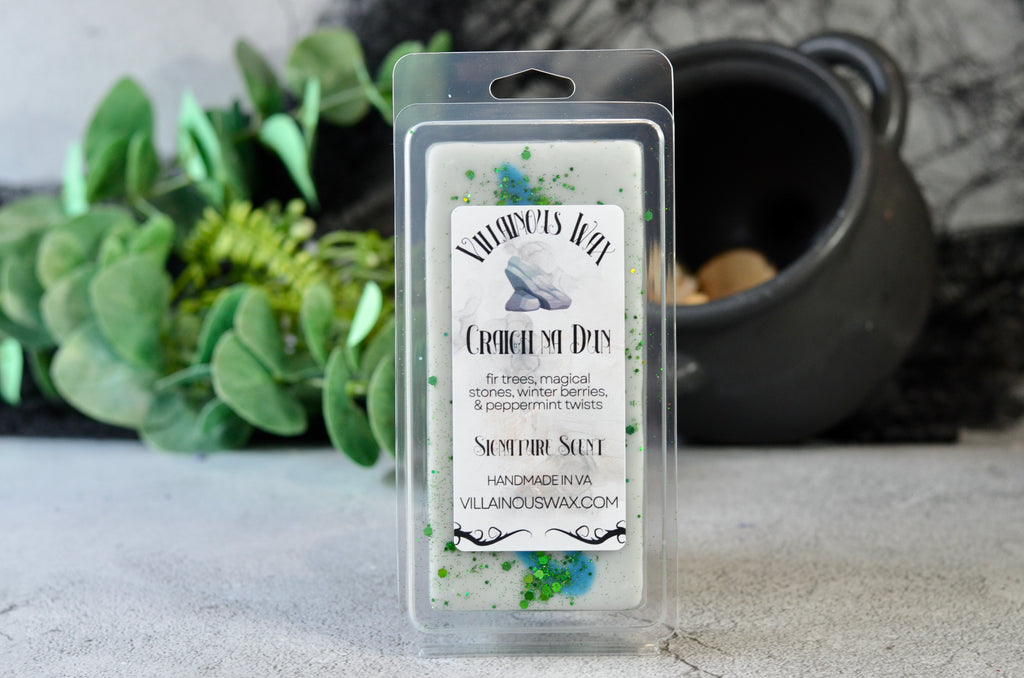 Villainous Wax
Craigh na Dun
fir trees, magical
stones, winter berries,
& peppermint twists
Signature Scent
HANDMADE IN VA
VILLAINOUSWAX.COM